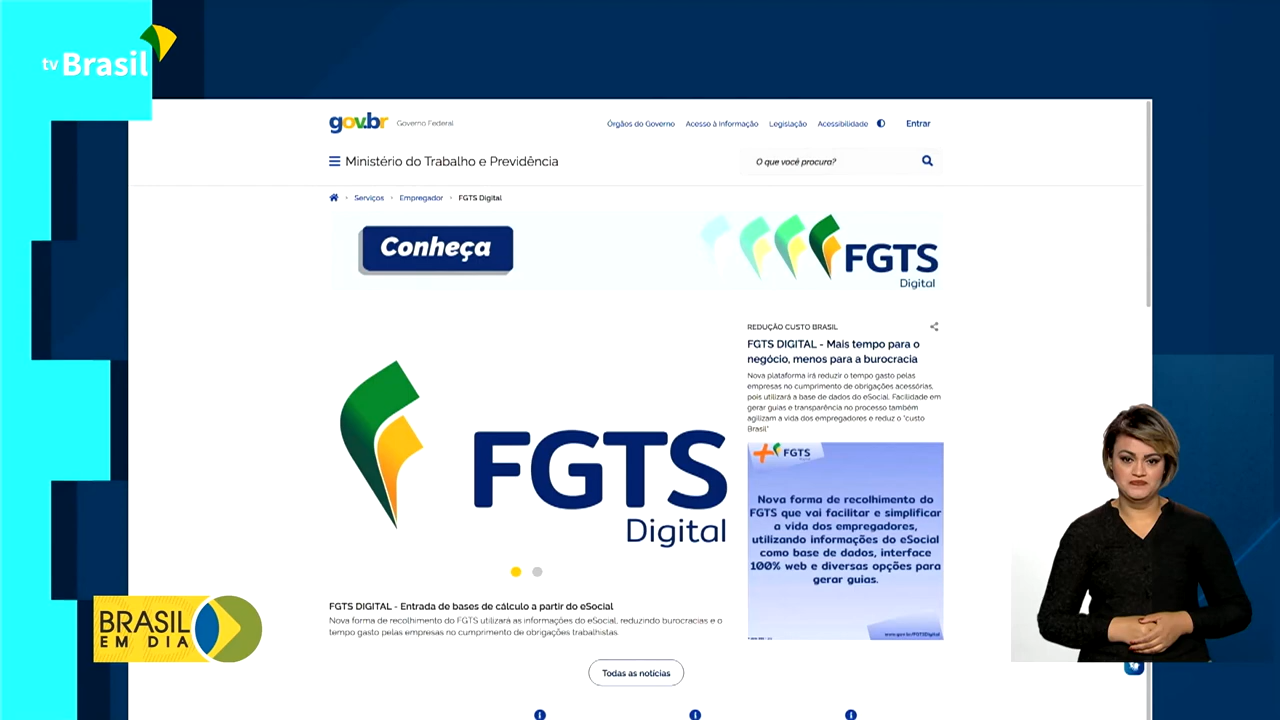 tv Brasil
gov.br Governo Federal
Órgãos do Governo Acesso à Informação Legislação Acessibilidade Entrar
Ministério do Trabalho e Previdência
O que você procura?
Serviços Empregador FGTS Digital
Conheça
FGTS
Digital
FGTS
Digital
REDUÇÃO CUSTO BRASIL
FGTS DIGITAL - Mais tempo para o
negócio, menos para a burocracia
Nova plataforma irá reduzir o tempo gasto pelas
empresas no cumprimento de obrigações acessórias,
pois utilizará a base de dados do eSocial. Facilidade em
gerar guias e transparência no processo também
agilizam a vida dos empregadores e reduz o "custo
Brasil"
FGTS
Nova forma de recolhimento do
FGTS que vai facilitar e simplificar
a vida dos empregadores,
utilizando informações do eSocial
como base de dados, interface
100% web e diversas opções para
gerar guias.
www.gov.br/FGTSDigital
FGTS DIGITAL - Entrada de bases de cálculo a partir do eSocial
Nova forma de recolhimento do FGTS utilizará as informações do eSocial, reduzindo burocracias e o
tempo gasto pelas empresas no cumprimento de obrigações trabalhistas.
Todas as notícias
BRASIL
EM DIA